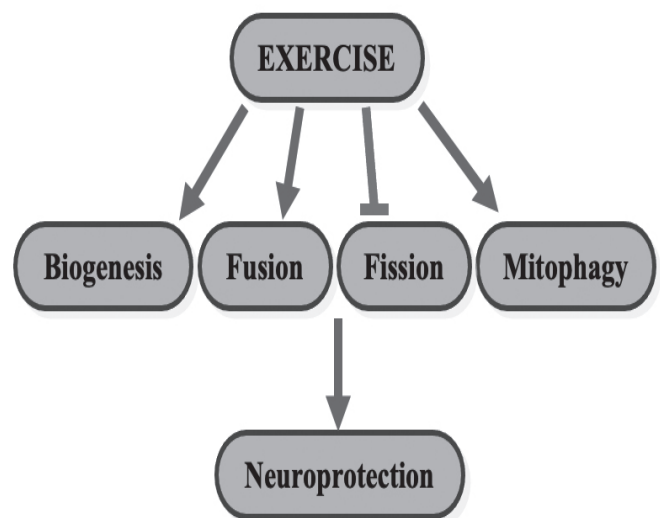 EXERCISE
Biogenesis
Fusion
Fission
Mitophagy
Neuroprotection